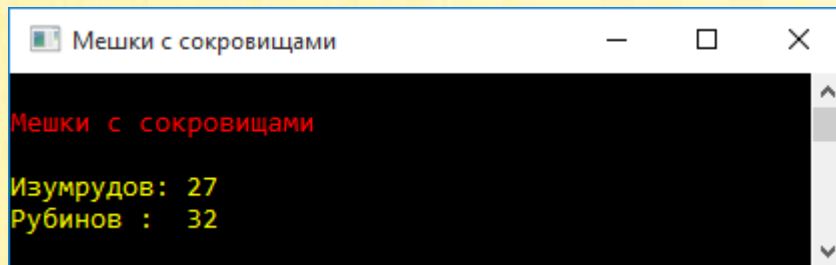 Мешки с сокровищами
Мешки с сокровищами
Изумрудов: 27
Рубинов :  32